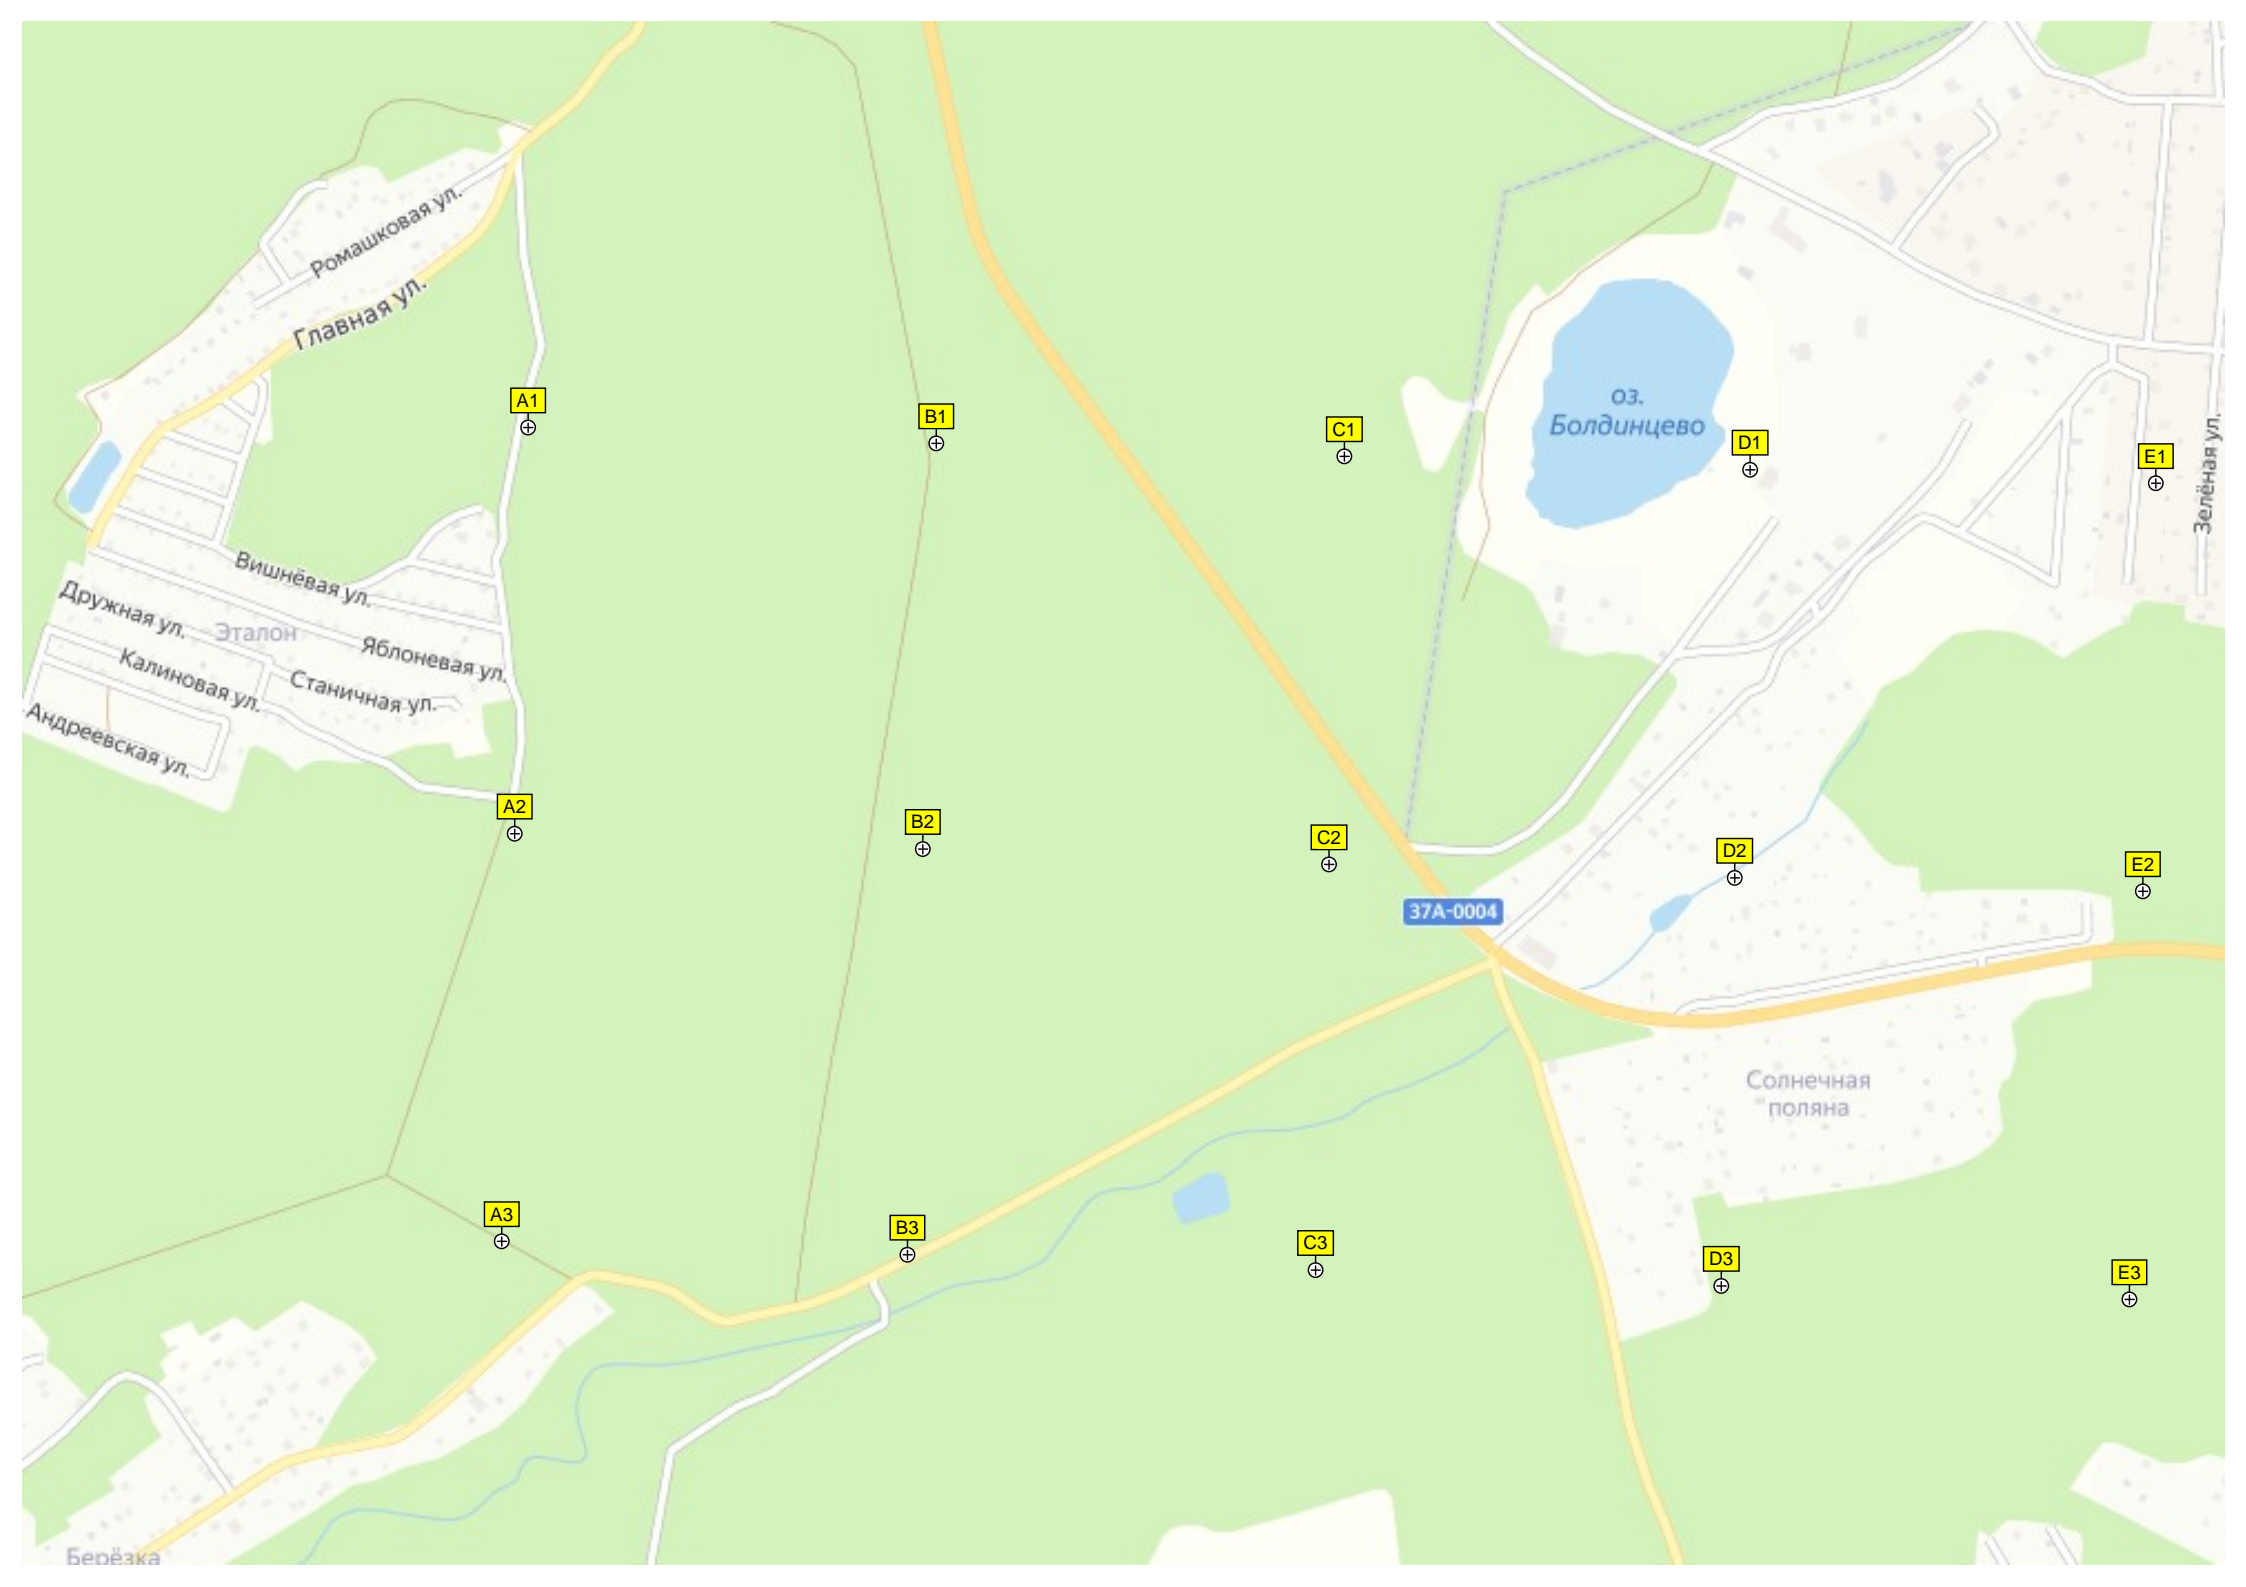 Ромашковая ул.
Главная ул.
оз.
Болдинцево
A1
B1
C1
D1
E1
Зелёная ул.
Вишнёвая ул.
Дружная ул.
Эталон
Яблоневая ул.
Калиновая ул.
Станичная ул.
Андреевская ул.
A2
B2
C2
D2
E2
37А-0004
Солнечная
поляна
A3
B3
C3
D3
E3
Берёзка